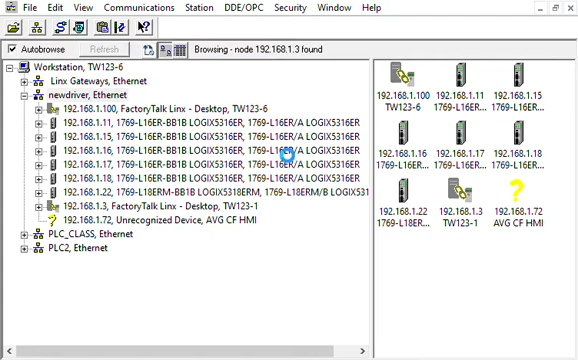 File Edit View Communications Station DDE/OPC Security Window Help
Autobrowse Refresh Browsing - node 192.168.1.3 found
Workstation, TW123-6
Linx Gateways, Ethernet
newdriver, Ethernet
192.168.1.100, FactoryTalk Linx - Desktop, TW123-6
192.168.1.11, 1769-L16ER-BB1B LOGIX5316ER, 1769-L16ER/A LOGIX5316ER
192.168.1.15, 1769-L16ER-BB1B LOGIX5316ER, 1769-L16ER/A LOGIX5316ER
192.168.1.16, 1769-L16ER-BB1B LOGIX5316ER, 1769-L16ER/A LOGIX5316ER
192.168.1.17, 1769-L16ER-BB1B LOGIX5316ER, 1769-L16ER/A LOGIX5316ER
192.168.1.18, 1769-L16ER-BB1B LOGIX5316ER, 1769-L16ER/A LOGIX5316ER
192.168.1.22, 1769-L18ERM-BB1B LOGIX5318ERM, 1769-L18ERM/B LOGIX531
192.168.1.3, FactoryTalk Linx - Desktop, TW123-1
192.168.1.72, Unrecognized Device, AVG CF HMI
PLC_CLASS, Ethernet
PLC2, Ethernet
192.168.1.100 192.168.1.11 192.168.1.15
TW123-6 1769-L16ER... 1769-L16ER...
192.168.1.16 192.168.1.17 192.168.1.18
1769-L16ER... 1769-L16ER... 1769-L16ER...
192.168.1.22 192.168.1.3 192.168.1.72
1769-L18ER... TW123-1 AVG CF HMI